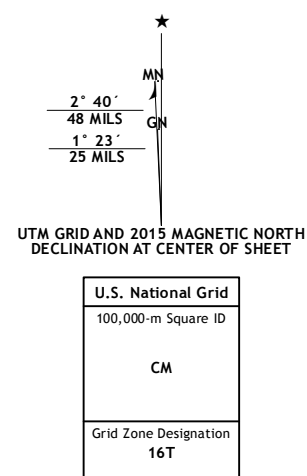 MN
2° 40´
48 MILS
GN
1° 23´
25 MILS
UTM GRID AND 2015 MAGNETIC NORTH
DECLINATION AT CENTER OF SHEET
U.S. National Grid
100,000-m Square ID
CM
Grid Zone Designation
16T